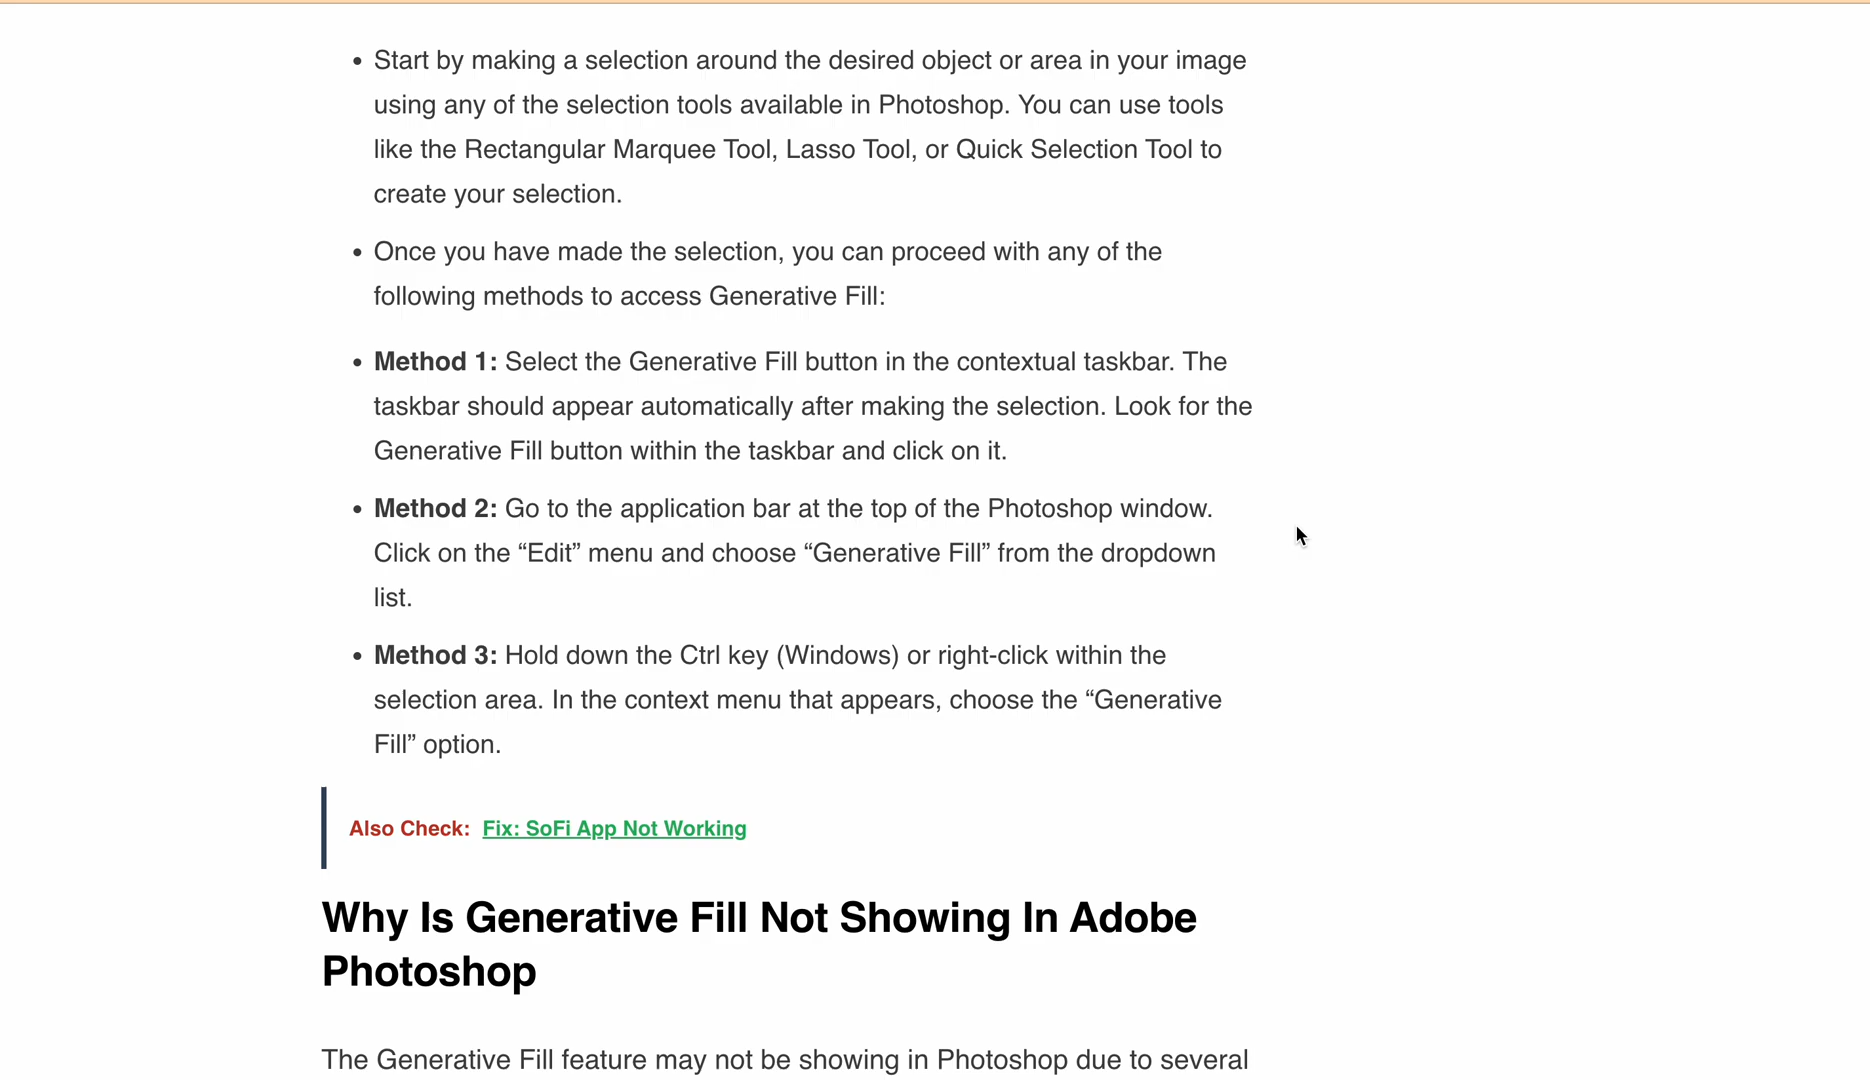 Start by making a selection around the desired object or area in your image
using any of the selection tools available in Photoshop. You can use tools
like the Rectangular Marquee Tool, Lasso Tool, or Quick Selection Tool to
create your selection.
Once you have made the selection, you can proceed with any of the
following methods to access Generative Fill:
Method 1: Select the Generative Fill button in the contextual taskbar. The
taskbar should appear automatically after making the selection. Look for the
Generative Fill button within the taskbar and click on it.
Method 2: Go to the application bar at the top of the Photoshop window.
Click on the “Edit” menu and choose “Generative Fill” from the dropdown
list.
Method 3: Hold down the Ctrl key (Windows) or right-click within the
selection area. In the context menu that appears, choose the “Generative
Fill” option.
Also Check: Fix: SoFi App Not Working
Why Is Generative Fill Not Showing In Adobe
Photoshop
The Generative Fill feature may not be showing in Photoshop due to several